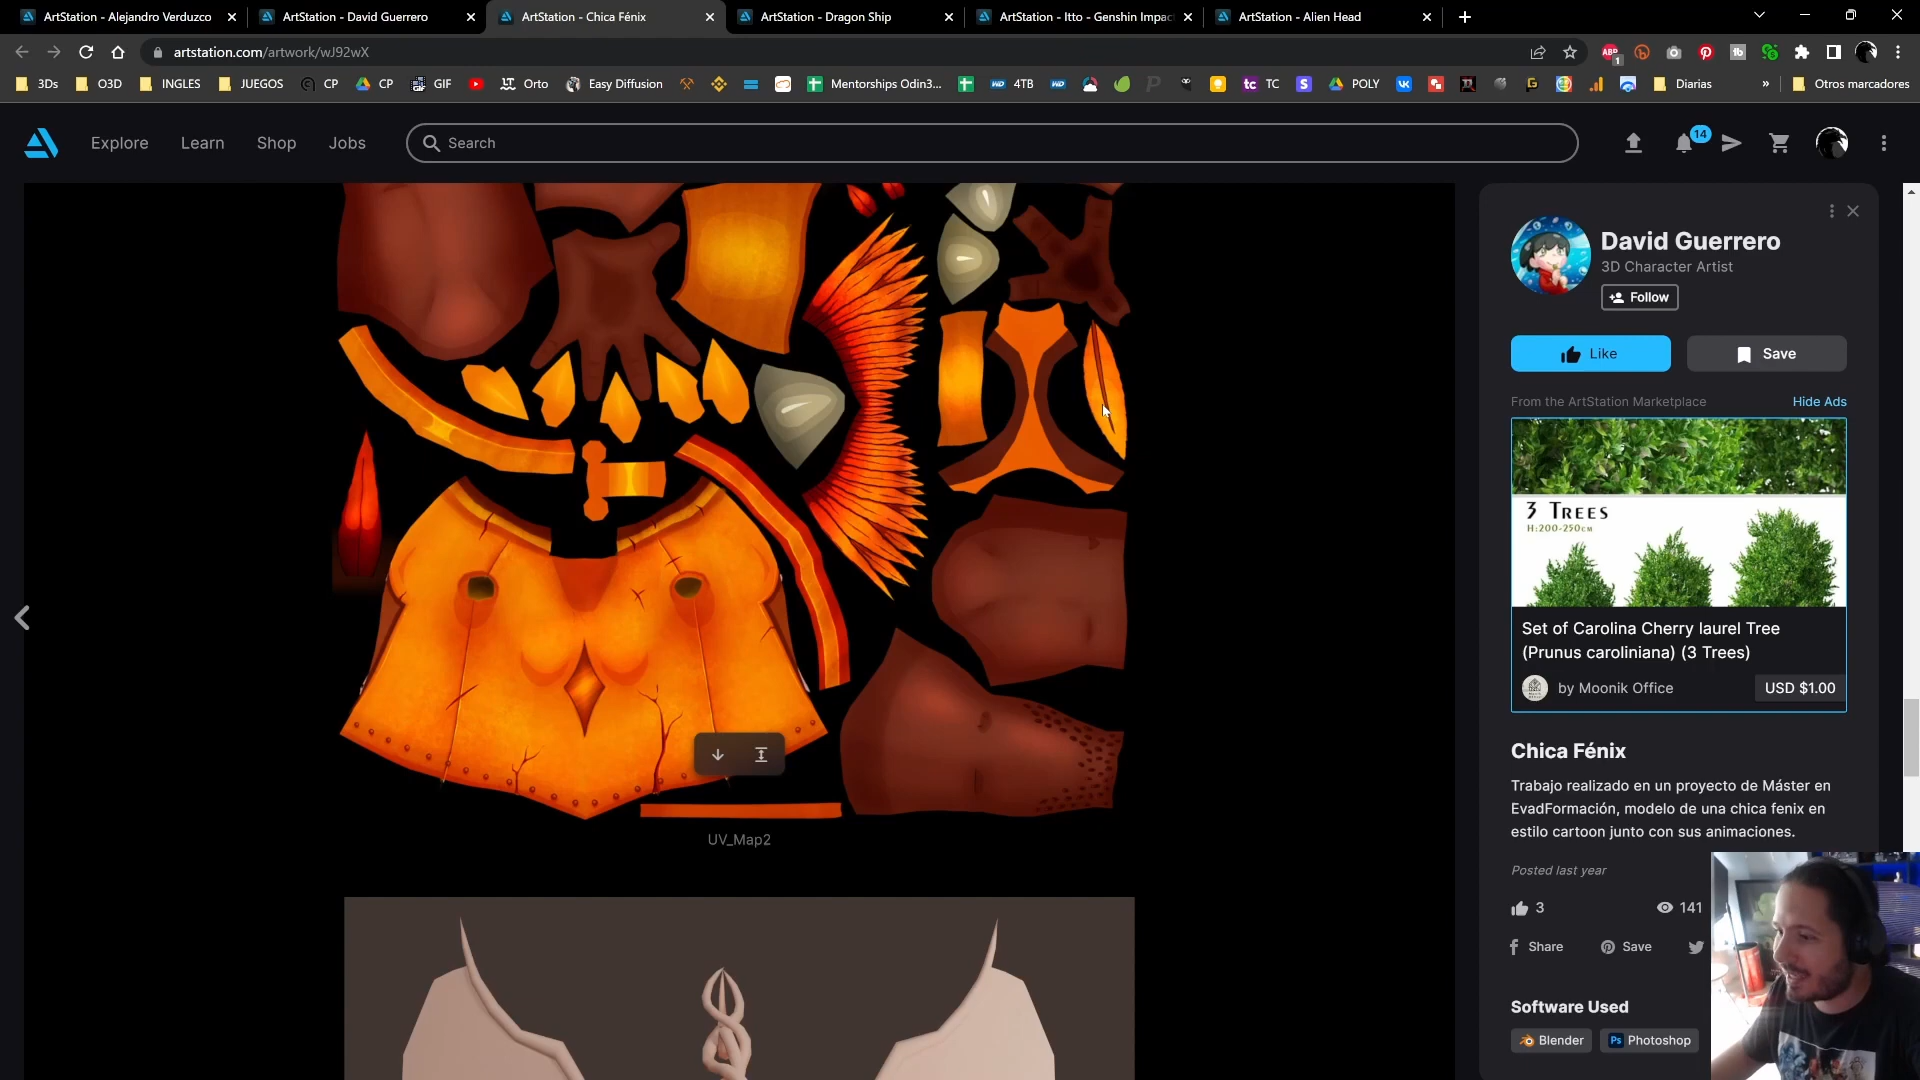 ArtStation - Alejandro Verduzco
ArtStation - David Guerrero
ArtStation - Chica Fénix
ArtStation - Dragon Ship
ArtStation - Itto - Genshin Impac
ArtStation - Alien Head
artstation.com/artwork/wJ92wX
ABP
1
3Ds
O3D
INGLES
JUEGOS
CP
CP
GIF
Orto
Easy Diffusion
Mentorships Odin3...
4TB
TC
POLY
Diarias
»
Otros marcadores
Explore
Learn
Shop
Jobs
Search
14
David Guerrero
3D Character Artist
Follow
Like
Save
From the ArtStation Marketplace
Hide Ads
3 TREES
H:200-250CM
Set of Carolina Cherry laurel Tree
(Prunus caroliniana) (3 Trees)
by Moonik Office
USD $1.00
Chica Fénix
Trabajo realizado en un proyecto de Máster en
EvadFormación, modelo de una chica fenix en
estilo cartoon junto con sus animaciones.
Posted last year
3
141
Share
Save
Software Used
Blender
Ps Photoshop
UV_Map2